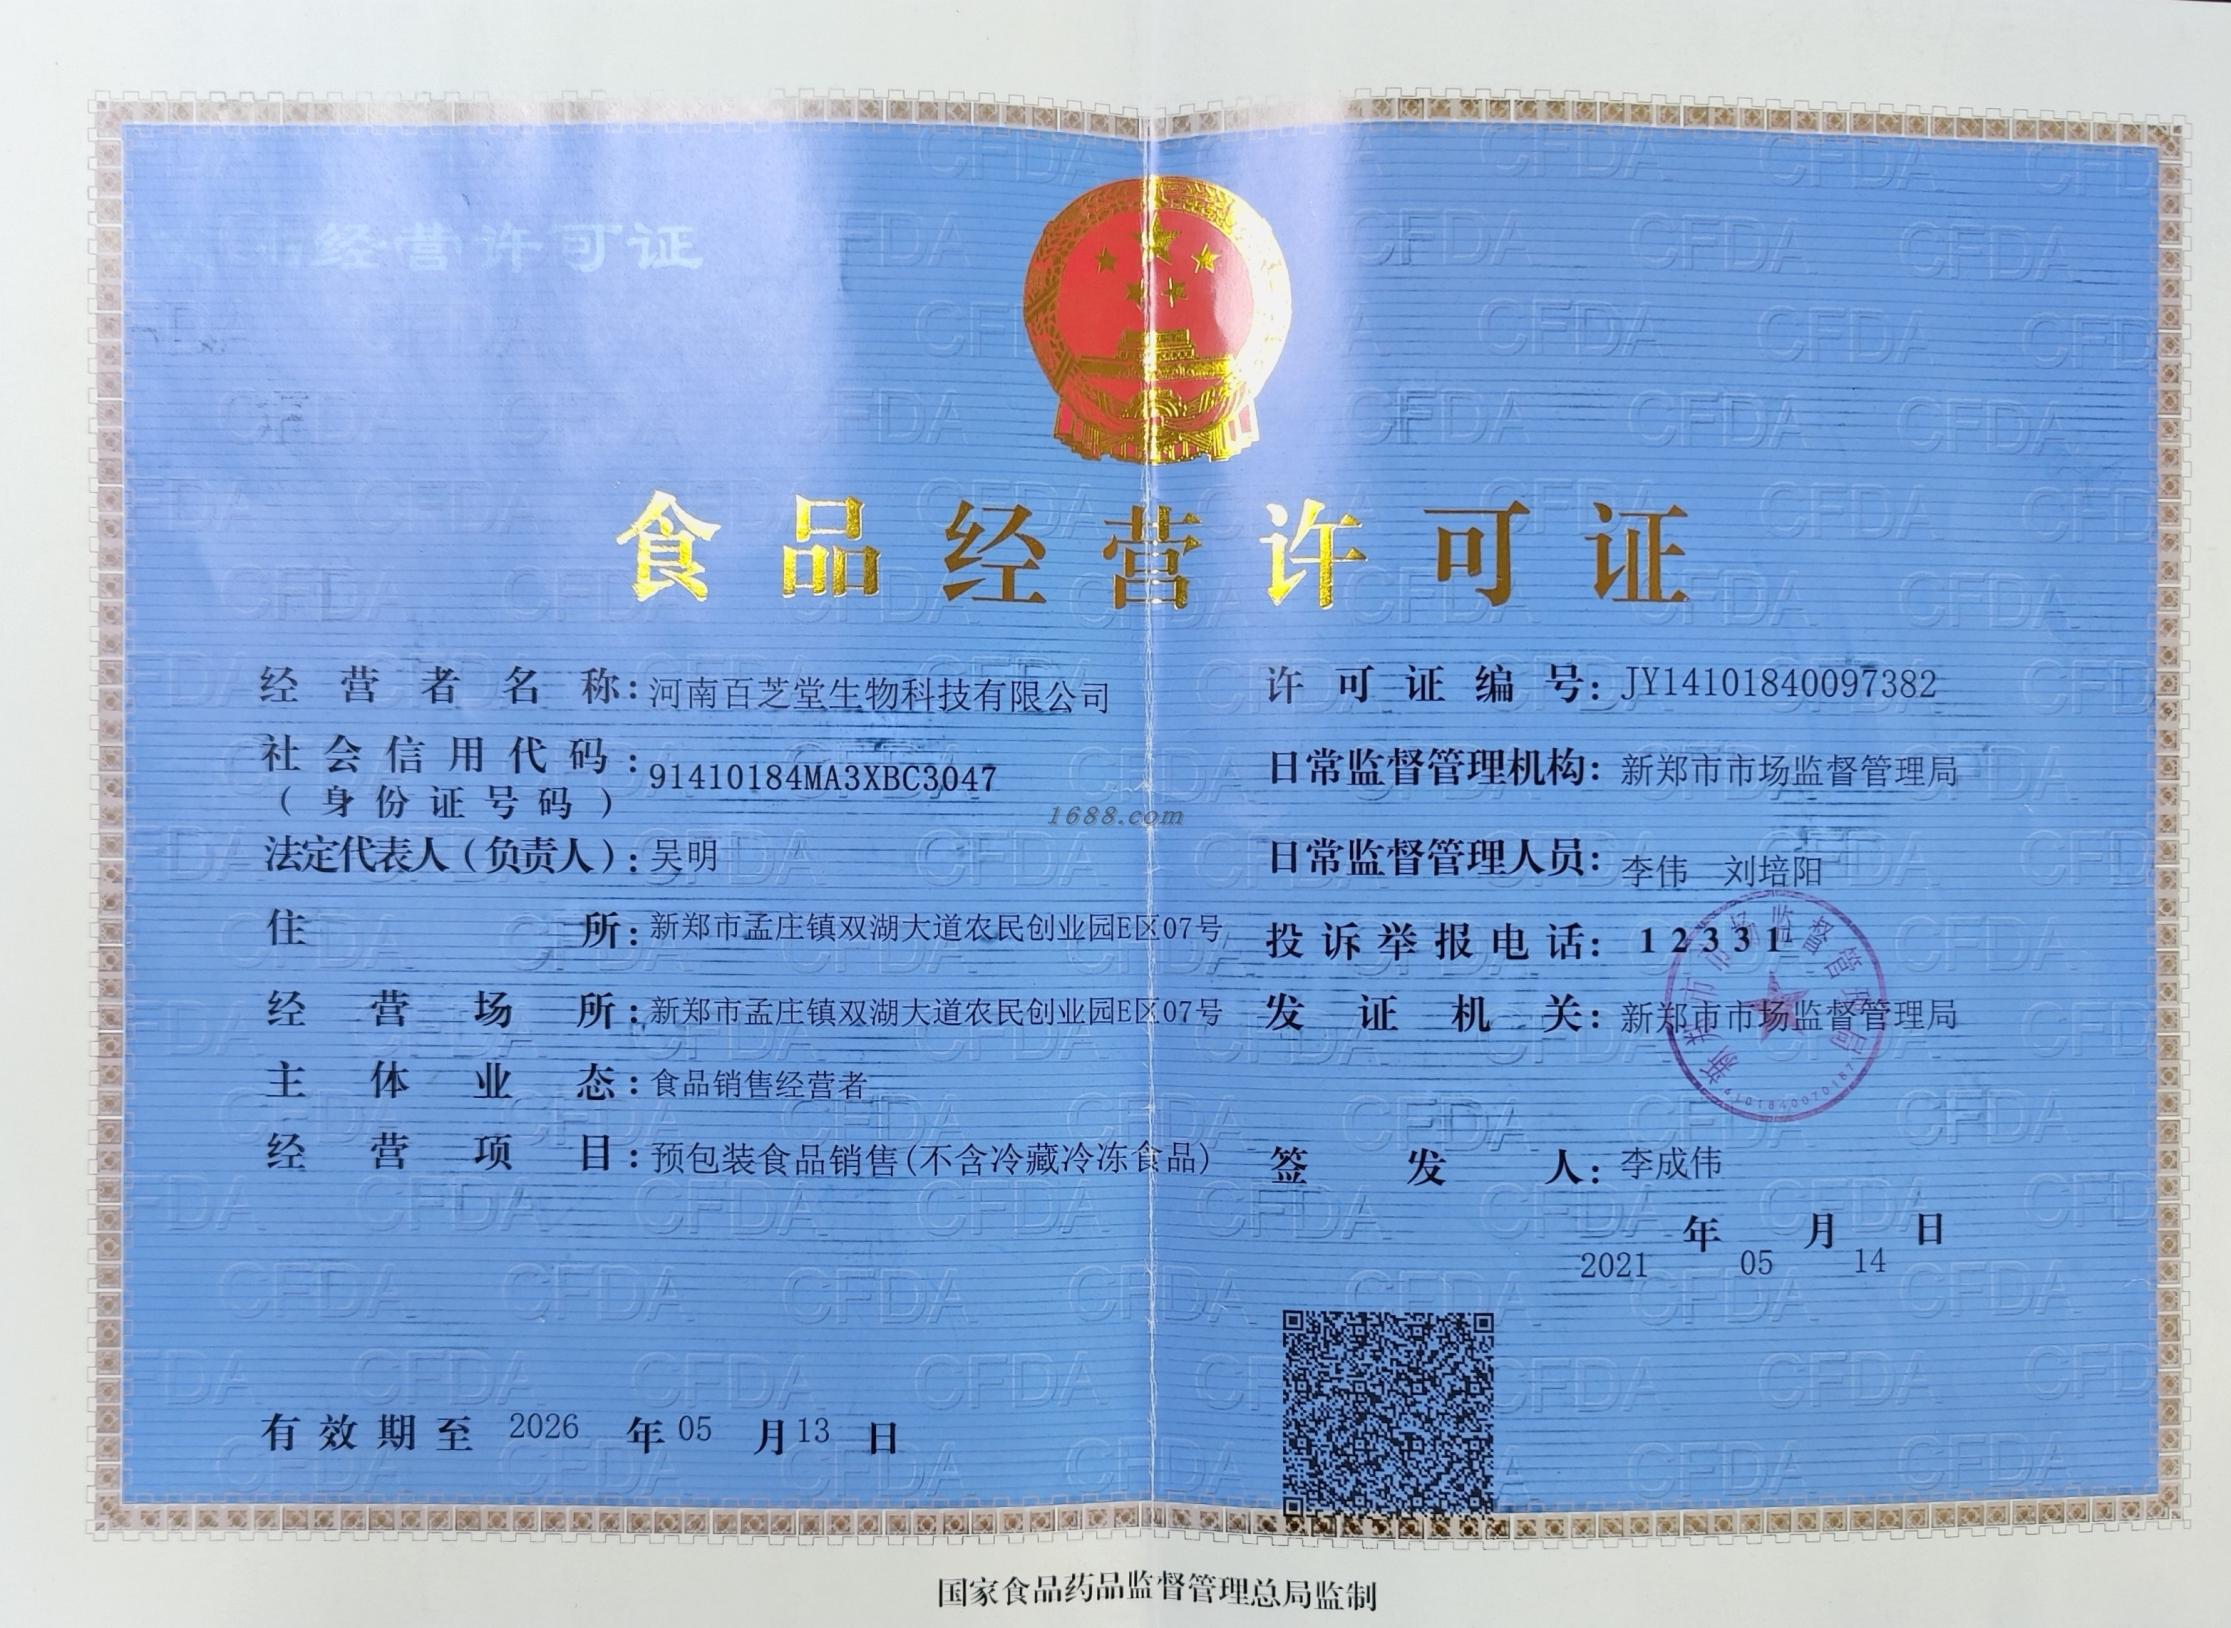 经营许可证
食品经营许可证
经营者名称:河南百芝堂生物科技有限公司
社会信用代码:91410184MA3XBC3047
(身份证号码)
法定代表人(负责人):吴明
住所:新郑市孟庄镇双湖大道农民创业园E区07号
经营场所:新郑市孟庄镇双湖大道农民创业园E区07号
主体业态:食品销售经营者
经营项目:预包装食品销售(不含冷藏冷冻食品)
有效期至 2026 年 05 月 13 日
许可证编号:JY14101840097382
日常监督管理机构:新郑市市场监督管理局
日常监督管理人员:李伟 刘培阳
投诉举报电话:12331
发证机关:新郑市市场监督管理局
签发人:李成伟
年 月 日
2021 05 14
新郑市市场监督管理局
1688.com
CFDA
国家食品药品监督管理总局监制